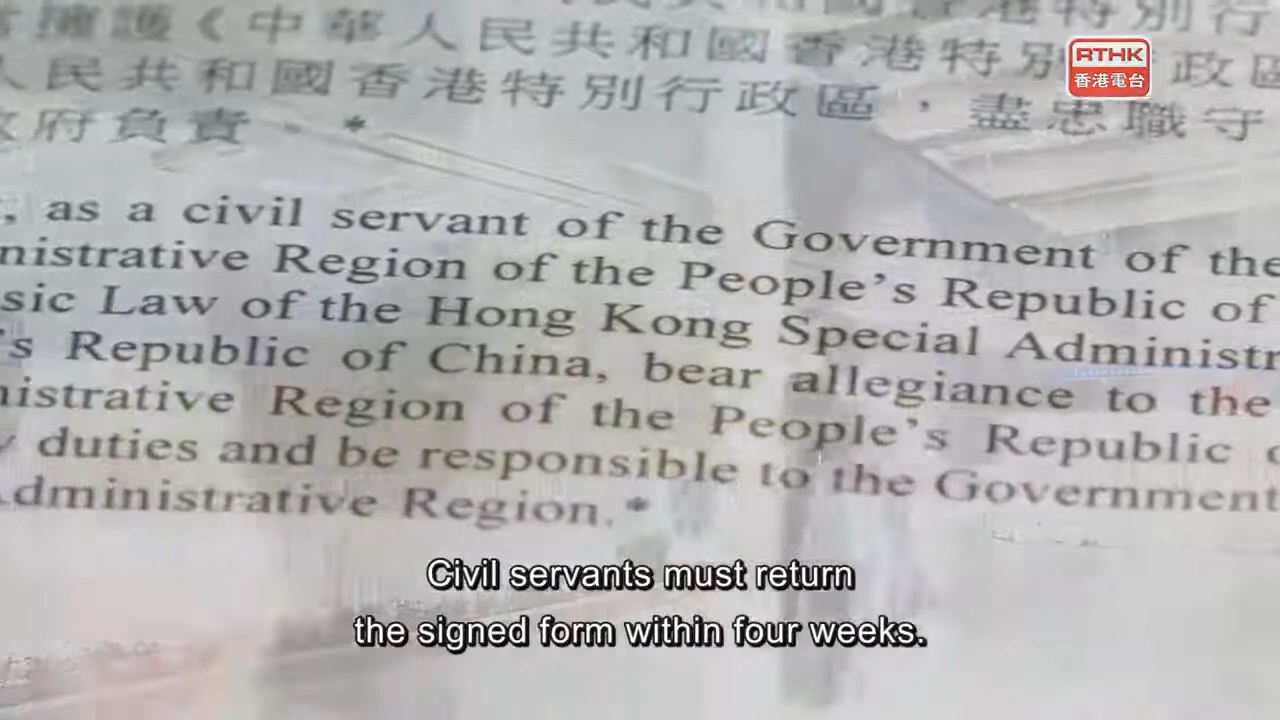 擁護《中華人民共和國香港特別行
人民共和國香港特別行政區，盡忠職守
府負責。*
RTHK
香港電台
, as a civil servant of the Government of the
nistrative Region of the People's Republic of
sic Law of the Hong Kong Special Administr
's Republic of China, bear allegiance to the
nistrative Region of the People's Republic
duties and be responsible to the Government
Administrative Region.*
Civil servants must return
the signed form within four weeks.